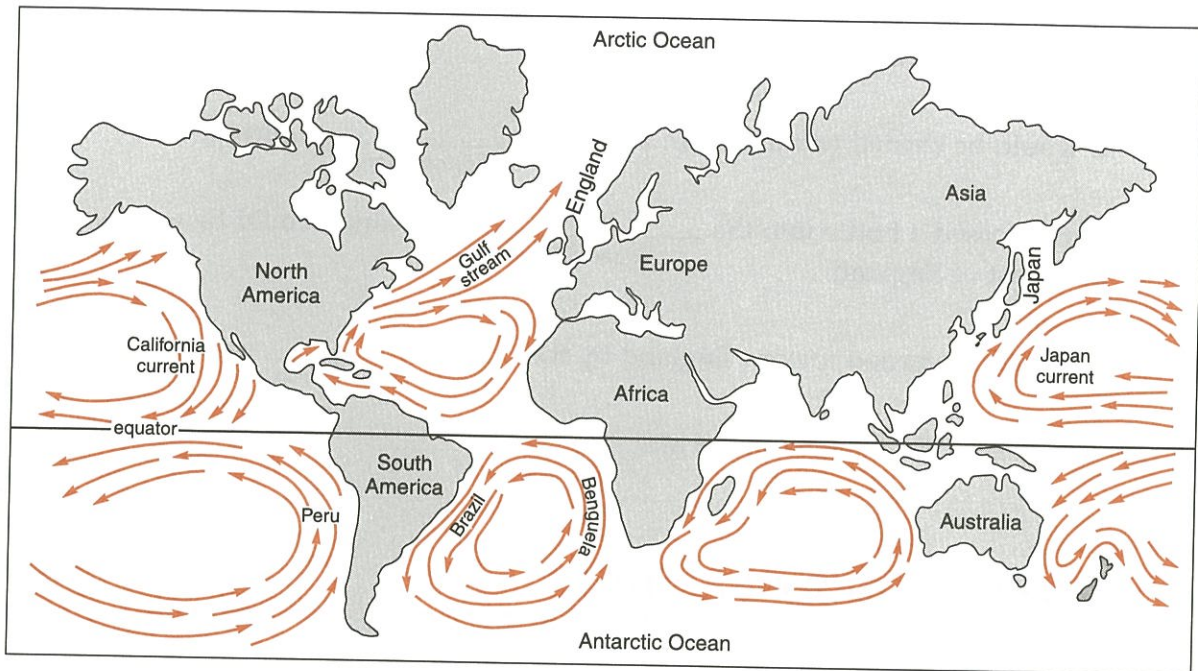 Arctic Ocean
England
Asia
Gulf
stream
North
America
Europe
Japan
California
current
Japan
current
Africa
equator
South
America
Peru
Brazil
Benguela
Australia
Antarctic Ocean